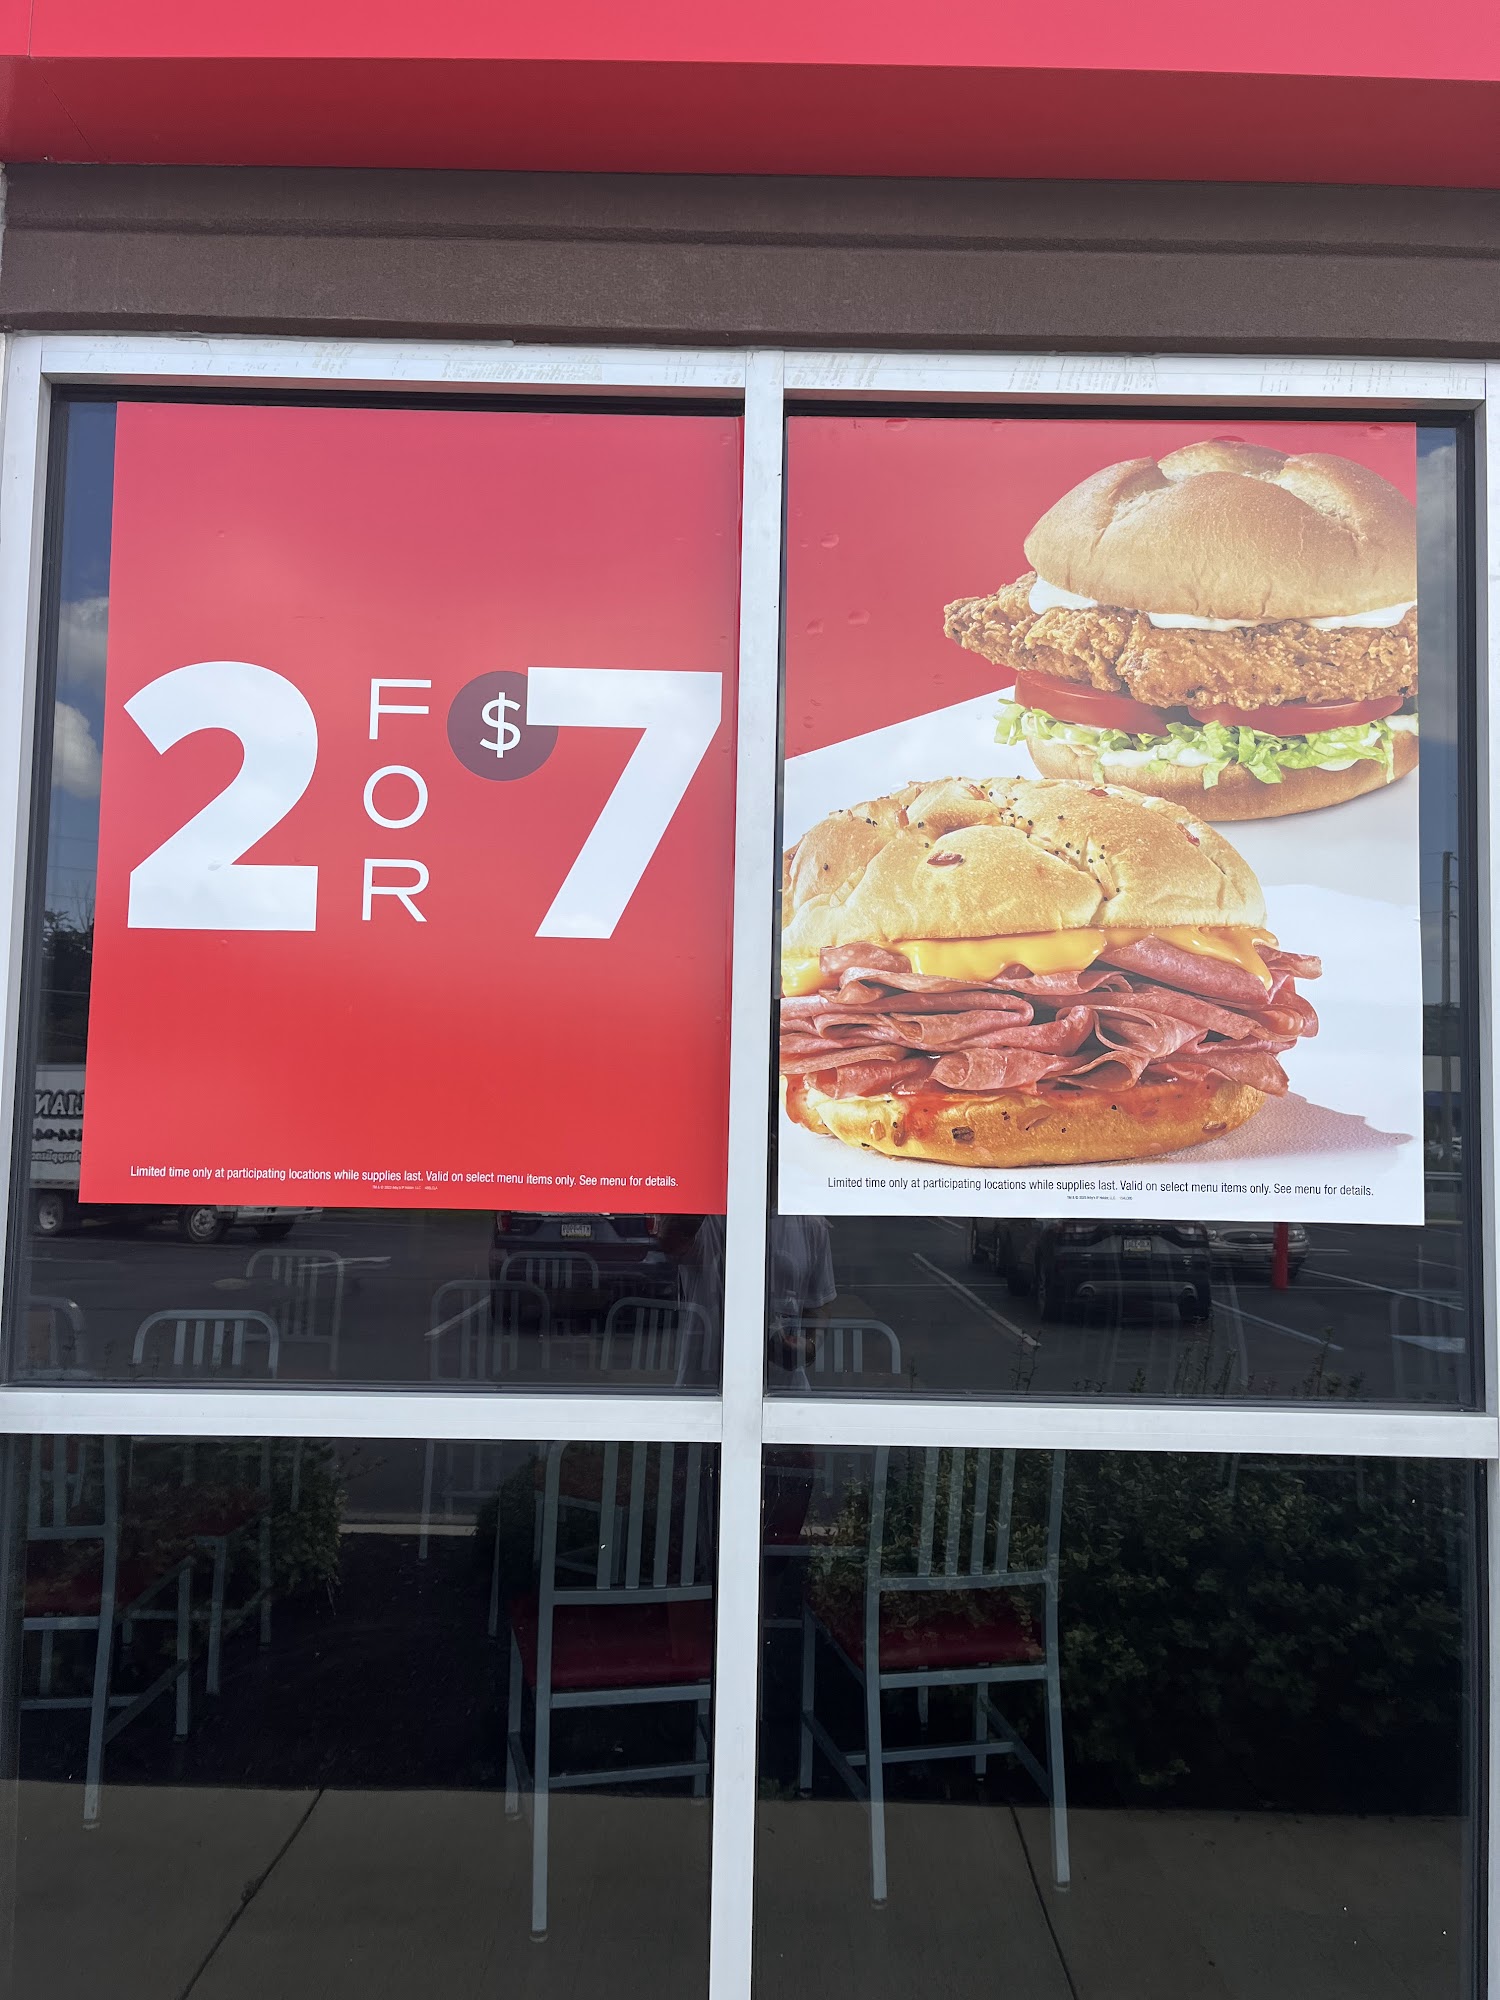 2 FOR $7
Limited time only at participating locations while supplies last. Valid on select menu items only. See menu for details.
Limited time only at participating locations while supplies last. Valid on select menu items only. See menu for details.